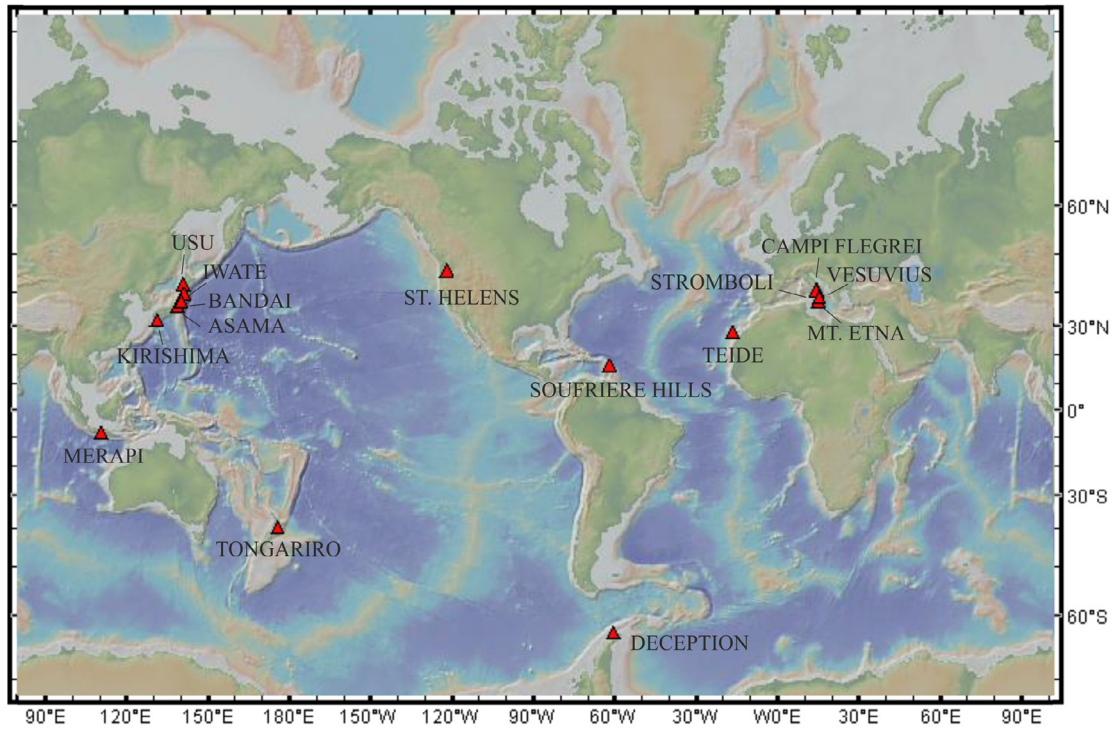 60°N
USU
CAMPI FLEGREI
IWATE
VESUVIUS
STROMBOLI
ST. HELENS
BANDAI
ASAMA
MT. ETNA
30°N
KIRISHIMA
TEIDE
SOUFRIERE HILLS
0°
MERAPI
30°S
TONGARIRO
60°S
DECEPTION
90°E 120°E 150°E 180°E 150°W 120°W 90°W 60°W 30°W W0°E 30°E 60°E 90°E